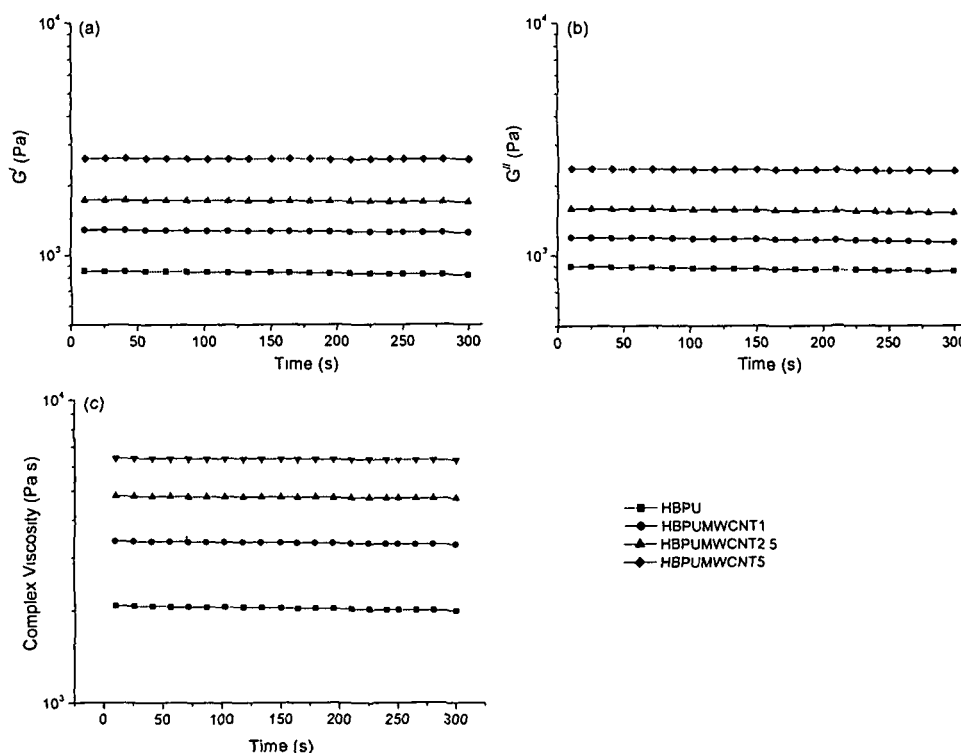 10⁴
(a)
G′ (Pa)
10³
0 50 100 150 200 250 300
Time (s)
10⁴
(b)
G″ (Pa)
10³
0 50 100 150 200 250 300
Time (s)
10⁴
(c)
Complex Viscosity (Pa s)
10³
0 50 100 150 200 250 300
Time (s)
HBPU
HBPUMWCNT1
HBPUMWCNT2 5
HBPUMWCNT5